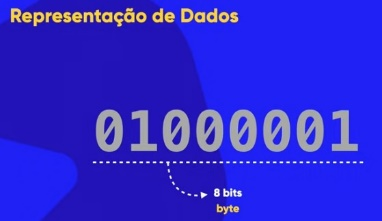 Representação de Dados
01000001
8 bits
byte